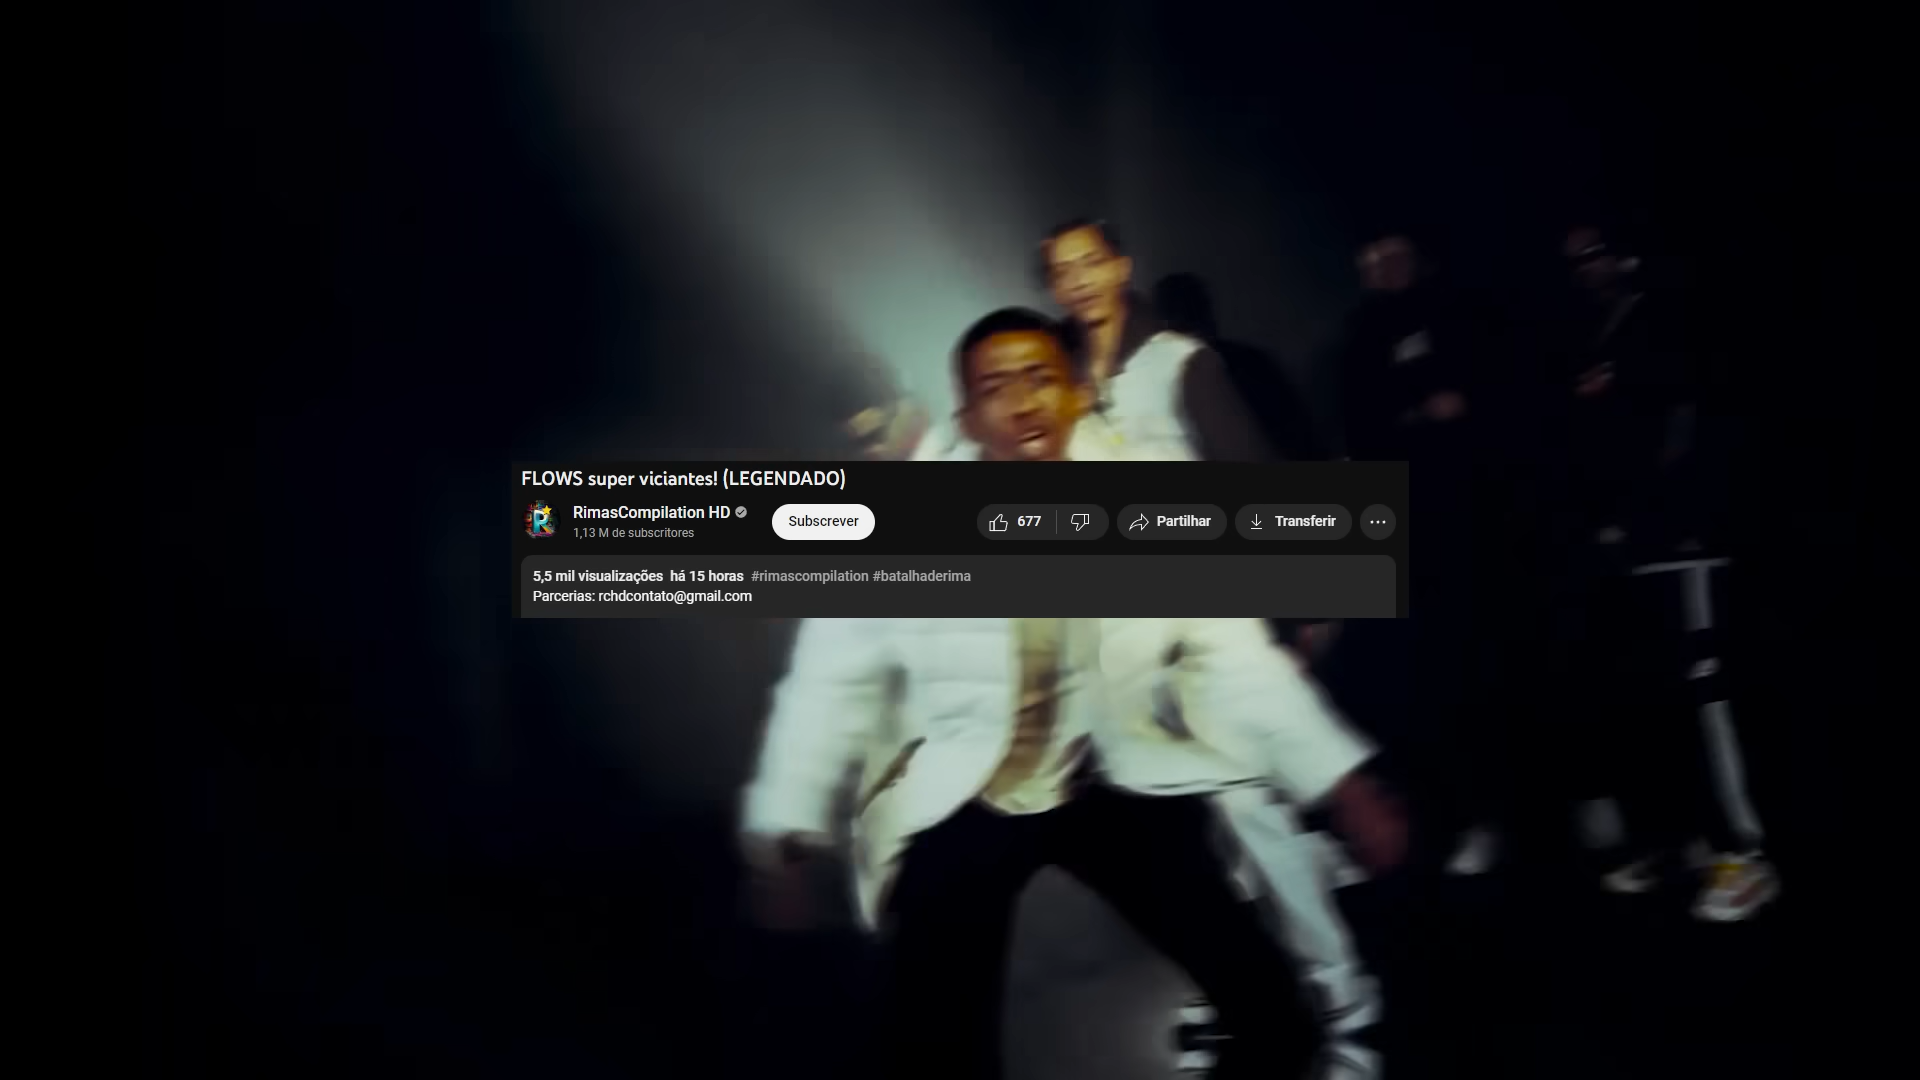 FLOWS super viciantes! (LEGENDADO)
RimasCompilation HD
1,13 M de subscritores
Subscrever
677
Partilhar
Transferir
5,5 mil visualizações há 15 horas #rimascompilation #batalhaderima
Parcerias: rchdcontato@gmail.com